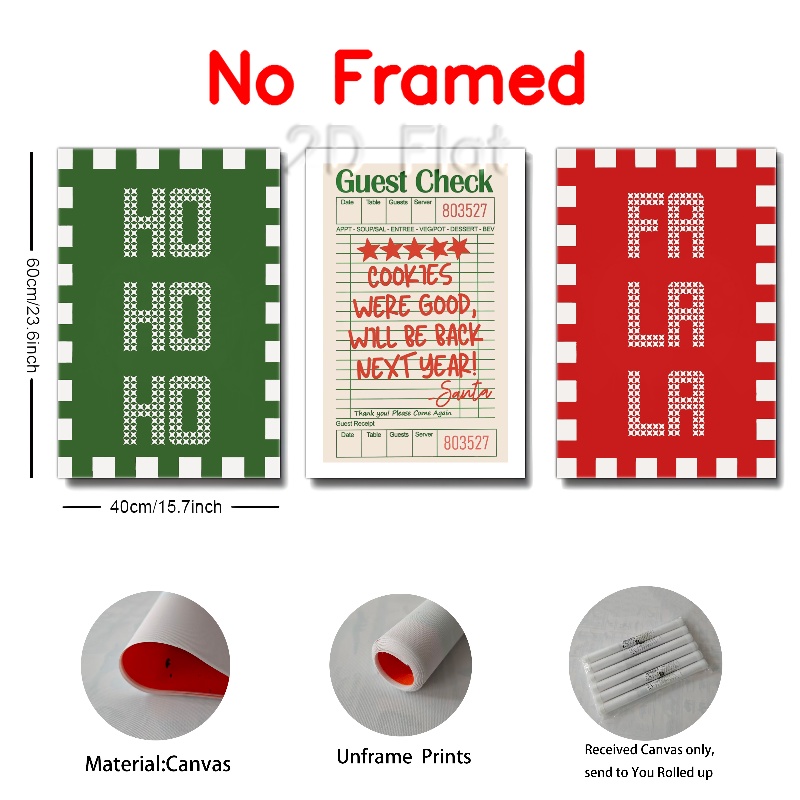 No Framed
2D Flat
60cm/23.6inch
HO
HO
HO
Guest Check
Date Table Guests Server 803527
APPT - SOUP/SAL - ENTREE - VEG/POT - DESSERT - BEV
COOKIES
WERE GOOD,
WILL BE BACK
NEXT YEAR!
Santa
Thank you! Please Come Again
Guest Receipt
Date Table Guests Server 803527
FA
LA
LA
40cm/15.7inch
Material:Canvas
Unframe Prints
Received Canvas only,
send to You Rolled up